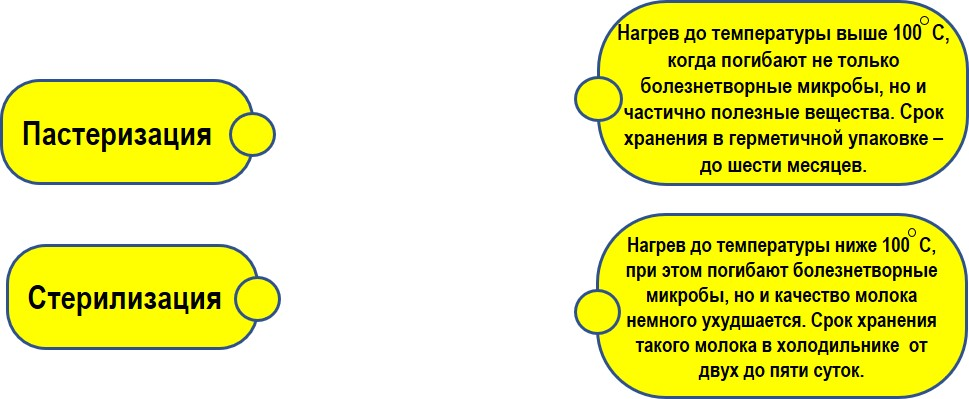 Пастеризация
Стерилизация
Нагрев до температуры выше 100° С,
когда погибают не только
болезнетворные микробы, но и
частично полезные вещества. Срок
хранения в герметичной упаковке –
до шести месяцев.
Нагрев до температуры ниже 100° С,
при этом погибают болезнетворные
микробы, но и качество молока
немного ухудшается. Срок хранения
такого молока в холодильнике от
двух до пяти суток.